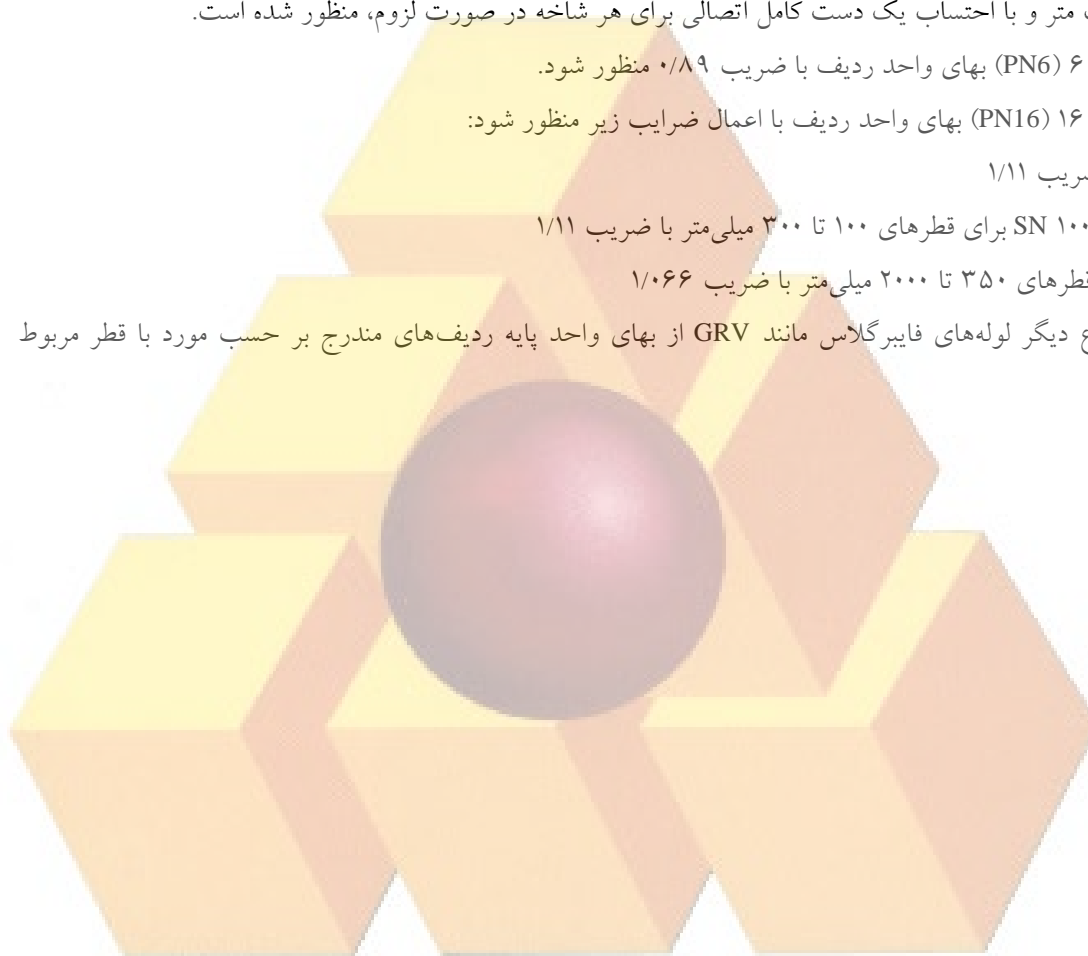 متر و با احتساب یک دست کامل اتصالی برای هر شاخه در صورت لزوم، منظور شده است.
۶ (PN6) بهای واحد ردیف با ضریب ۰/۸۹ منظور شود.
۱۶ (PN16) بهای واحد ردیف با اعمال ضرایب زیر منظور شود:
ضریب ۱/۱۱
SN ۱۰۰ برای قطرهای ۱۰۰ تا ۳۰۰ میلی‌متر با ضریب ۱/۱۱
قطرهای ۳۵۰ تا ۲۰۰۰ میلی‌متر با ضریب ۱/۰۶۶
دیگر لوله‌های فایبرگلاس مانند GRV از بهای واحد پایه ردیف‌های مندرج بر حسب مورد با قطر مربوط